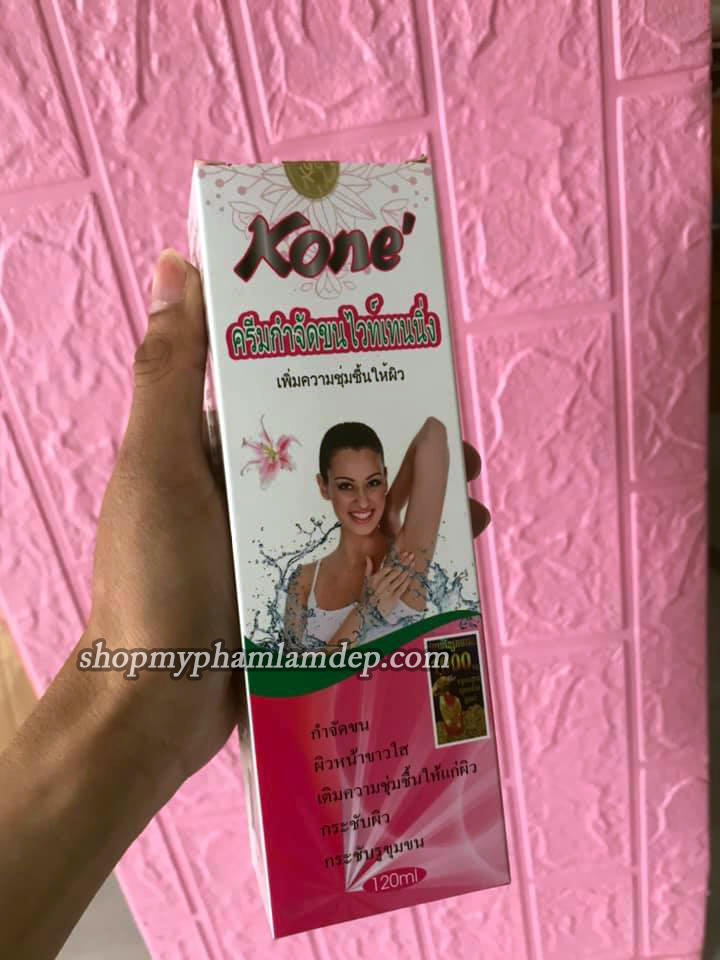 Kone'
ครีมกำจัดขนไวท์เทนนิ่ง
เพิ่มความชุ่มชื้นให้ผิว
shopmyphamlamdep.com
กำจัดขน
ผิวหน้าขาวใส
เติมความชุ่มชื้นให้แก่ผิว
กระชับผิว
กระชับรูขุมขน
120ml